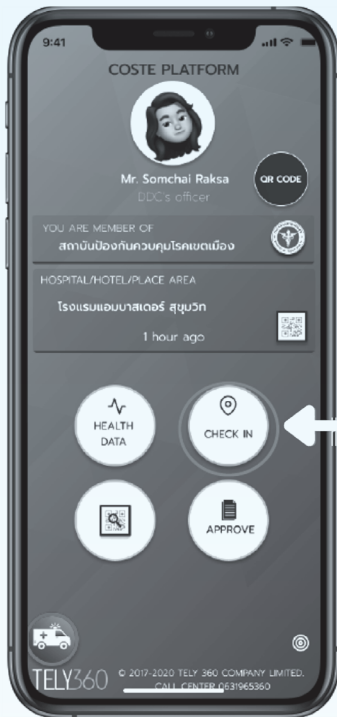 9:41
COSTE PLATFORM
Mr. Somchai Raksa
QR CODE
DDC's officer
YOU ARE MEMBER OF
สถาบันป้องกันควบคุมโรคเขตเมือง
HOSPITAL/HOTEL/PLACE AREA
โรงแรมแอมบาสเดอร์ สุขุมวิท
1 hour ago
HEALTH
DATA
CHECK IN
APPROVE
TELY360
© 2017-2020 TELY 360 COMPANY LIMITED.
CALL CENTER 0631965360